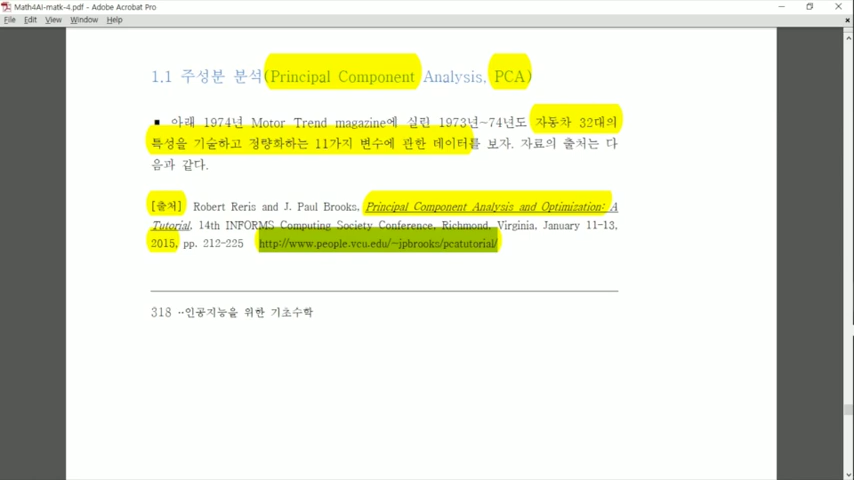 Math4AI-matk-4.pdf - Adobe Acrobat Pro
File Edit View Window Help
1.1 주성분 분석(Principal Component Analysis, PCA)
▪ 아래 1974년 Motor Trend magazine에 실린 1973년~74년도 자동차 32대의
특성을 기술하고 정량화하는 11가지 변수에 관한 데이터를 보자. 자료의 출처는 다
음과 같다.
[출처] Robert Reris and J. Paul Brooks, Principal Component Analysis and Optimization: A
Tutorial, 14th INFORMS Computing Society Conference, Richmond, Virginia, January 11-13,
2015, pp. 212-225 http://www.people.vcu.edu/~jpbrooks/pcatutorial/
318 ··인공지능을 위한 기초수학